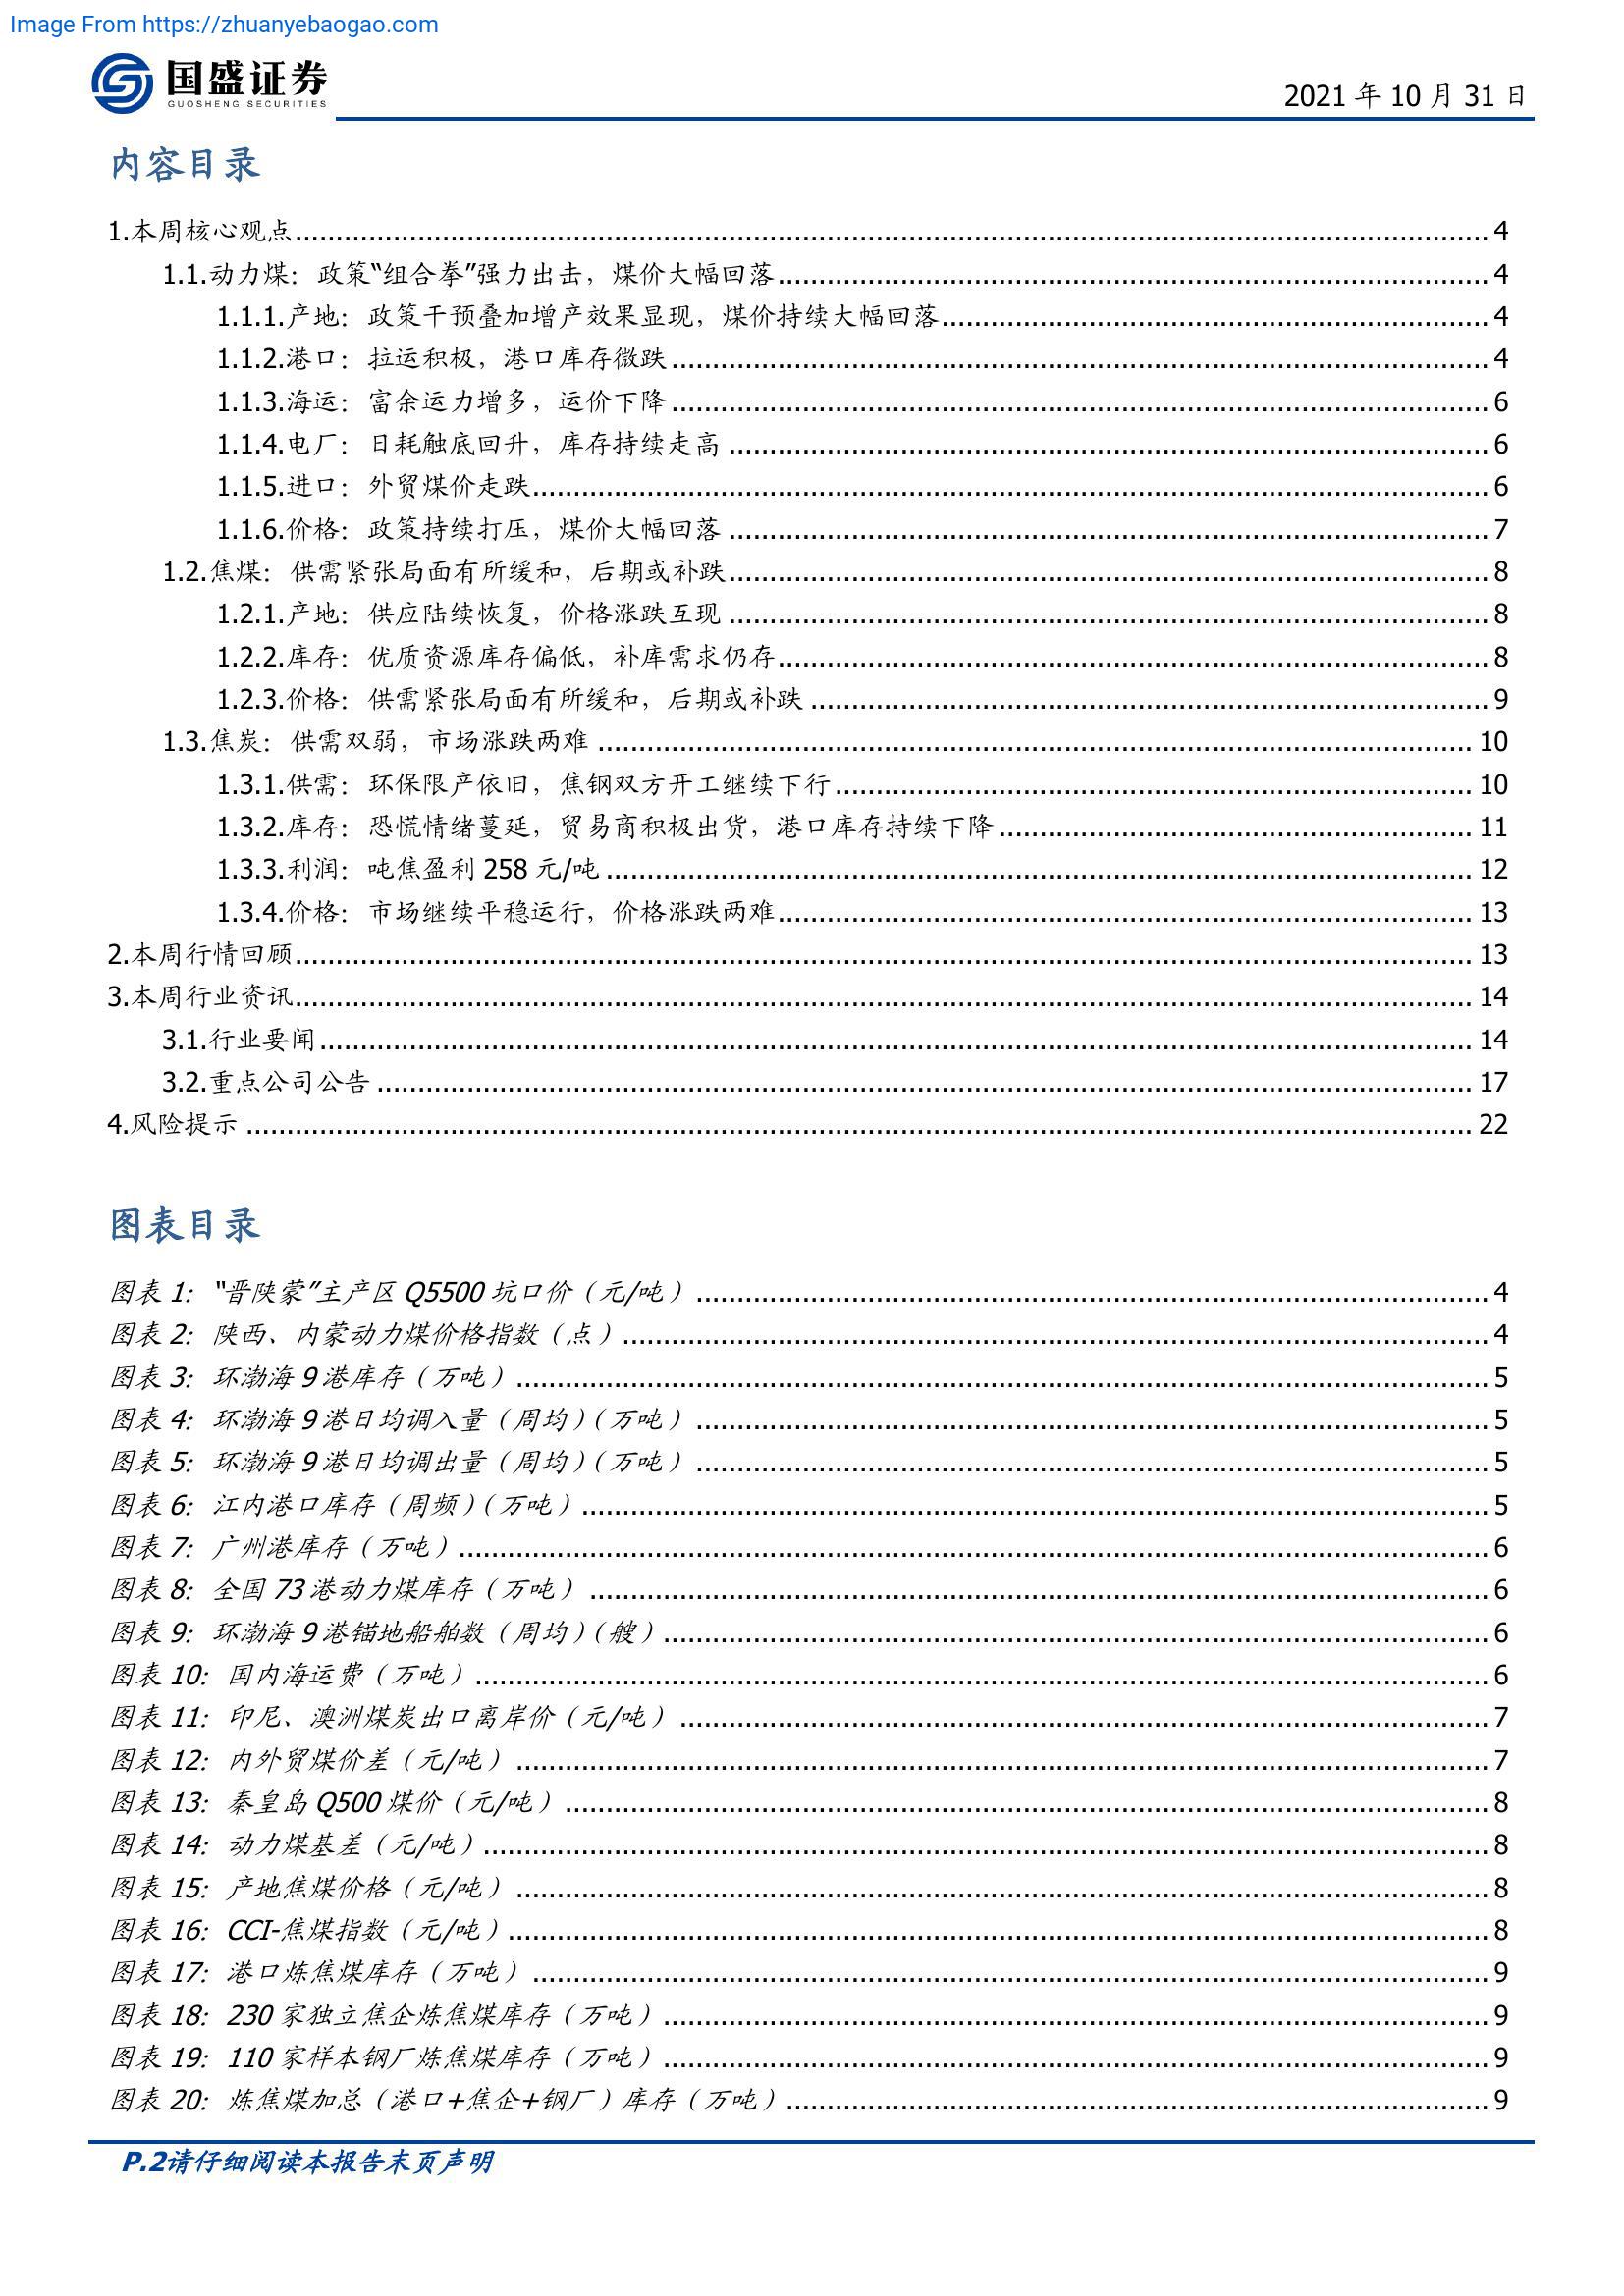 Image From https://zhuanyebaogao.com
国盛证券
GUOSHENG SECURITIES
2021 年 10 月 31 日
内容目录
1.本周核心观点 4
1.1.动力煤：政策“组合拳”强力出击，煤价大幅回落 4
1.1.1.产地：政策干预叠加增产效果显现，煤价持续大幅回落 4
1.1.2.港口：拉运积极，港口库存微跌 4
1.1.3.海运：富余运力增多，运价下降 6
1.1.4.电厂：日耗触底回升，库存持续走高 6
1.1.5.进口：外贸煤价走跌 6
1.1.6.价格：政策持续打压，煤价大幅回落 7
1.2.焦煤：供需紧张局面有所缓和，后期或补跌 8
1.2.1.产地：供应陆续恢复，价格涨跌互现 8
1.2.2.库存：优质资源库存偏低，补库需求仍存 8
1.2.3.价格：供需紧张局面有所缓和，后期或补跌 9
1.3.焦炭：供需双弱，市场涨跌两难 10
1.3.1.供需：环保限产依旧，焦钢双方开工继续下行 10
1.3.2.库存：恐慌情绪蔓延，贸易商积极出货，港口库存持续下降 11
1.3.3.利润：吨焦盈利 258 元/吨 12
1.3.4.价格：市场继续平稳运行，价格涨跌两难 13
2.本周行情回顾 13
3.本周行业资讯 14
3.1.行业要闻 14
3.2.重点公司公告 17
4.风险提示 22
图表目录
图表 1：“晋陕蒙”主产区 Q5500 坑口价（元/吨） 4
图表 2：陕西、内蒙动力煤价格指数（点） 4
图表 3：环渤海 9 港库存（万吨） 5
图表 4：环渤海 9 港日均调入量（周均）（万吨） 5
图表 5：环渤海 9 港日均调出量（周均）（万吨） 5
图表 6：江内港口库存（周频）（万吨） 5
图表 7：广州港库存（万吨） 6
图表 8：全国 73 港动力煤库存（万吨） 6
图表 9：环渤海 9 港锚地船舶数（周均）（艘） 6
图表 10：国内海运费（万吨） 6
图表 11：印尼、澳洲煤炭出口离岸价（元/吨） 7
图表 12：内外贸煤价差（元/吨） 7
图表 13：秦皇岛 Q500 煤价（元/吨） 8
图表 14：动力煤基差（元/吨） 8
图表 15：产地焦煤价格（元/吨） 8
图表 16：CCI-焦煤指数（元/吨） 8
图表 17：港口炼焦煤库存（万吨） 9
图表 18：230 家独立焦企炼焦煤库存（万吨） 9
图表 19：110 家样本钢厂炼焦煤库存（万吨） 9
图表 20：炼焦煤加总（港口+焦企+钢厂）库存（万吨） 9
P.2请仔细阅读本报告末页声明